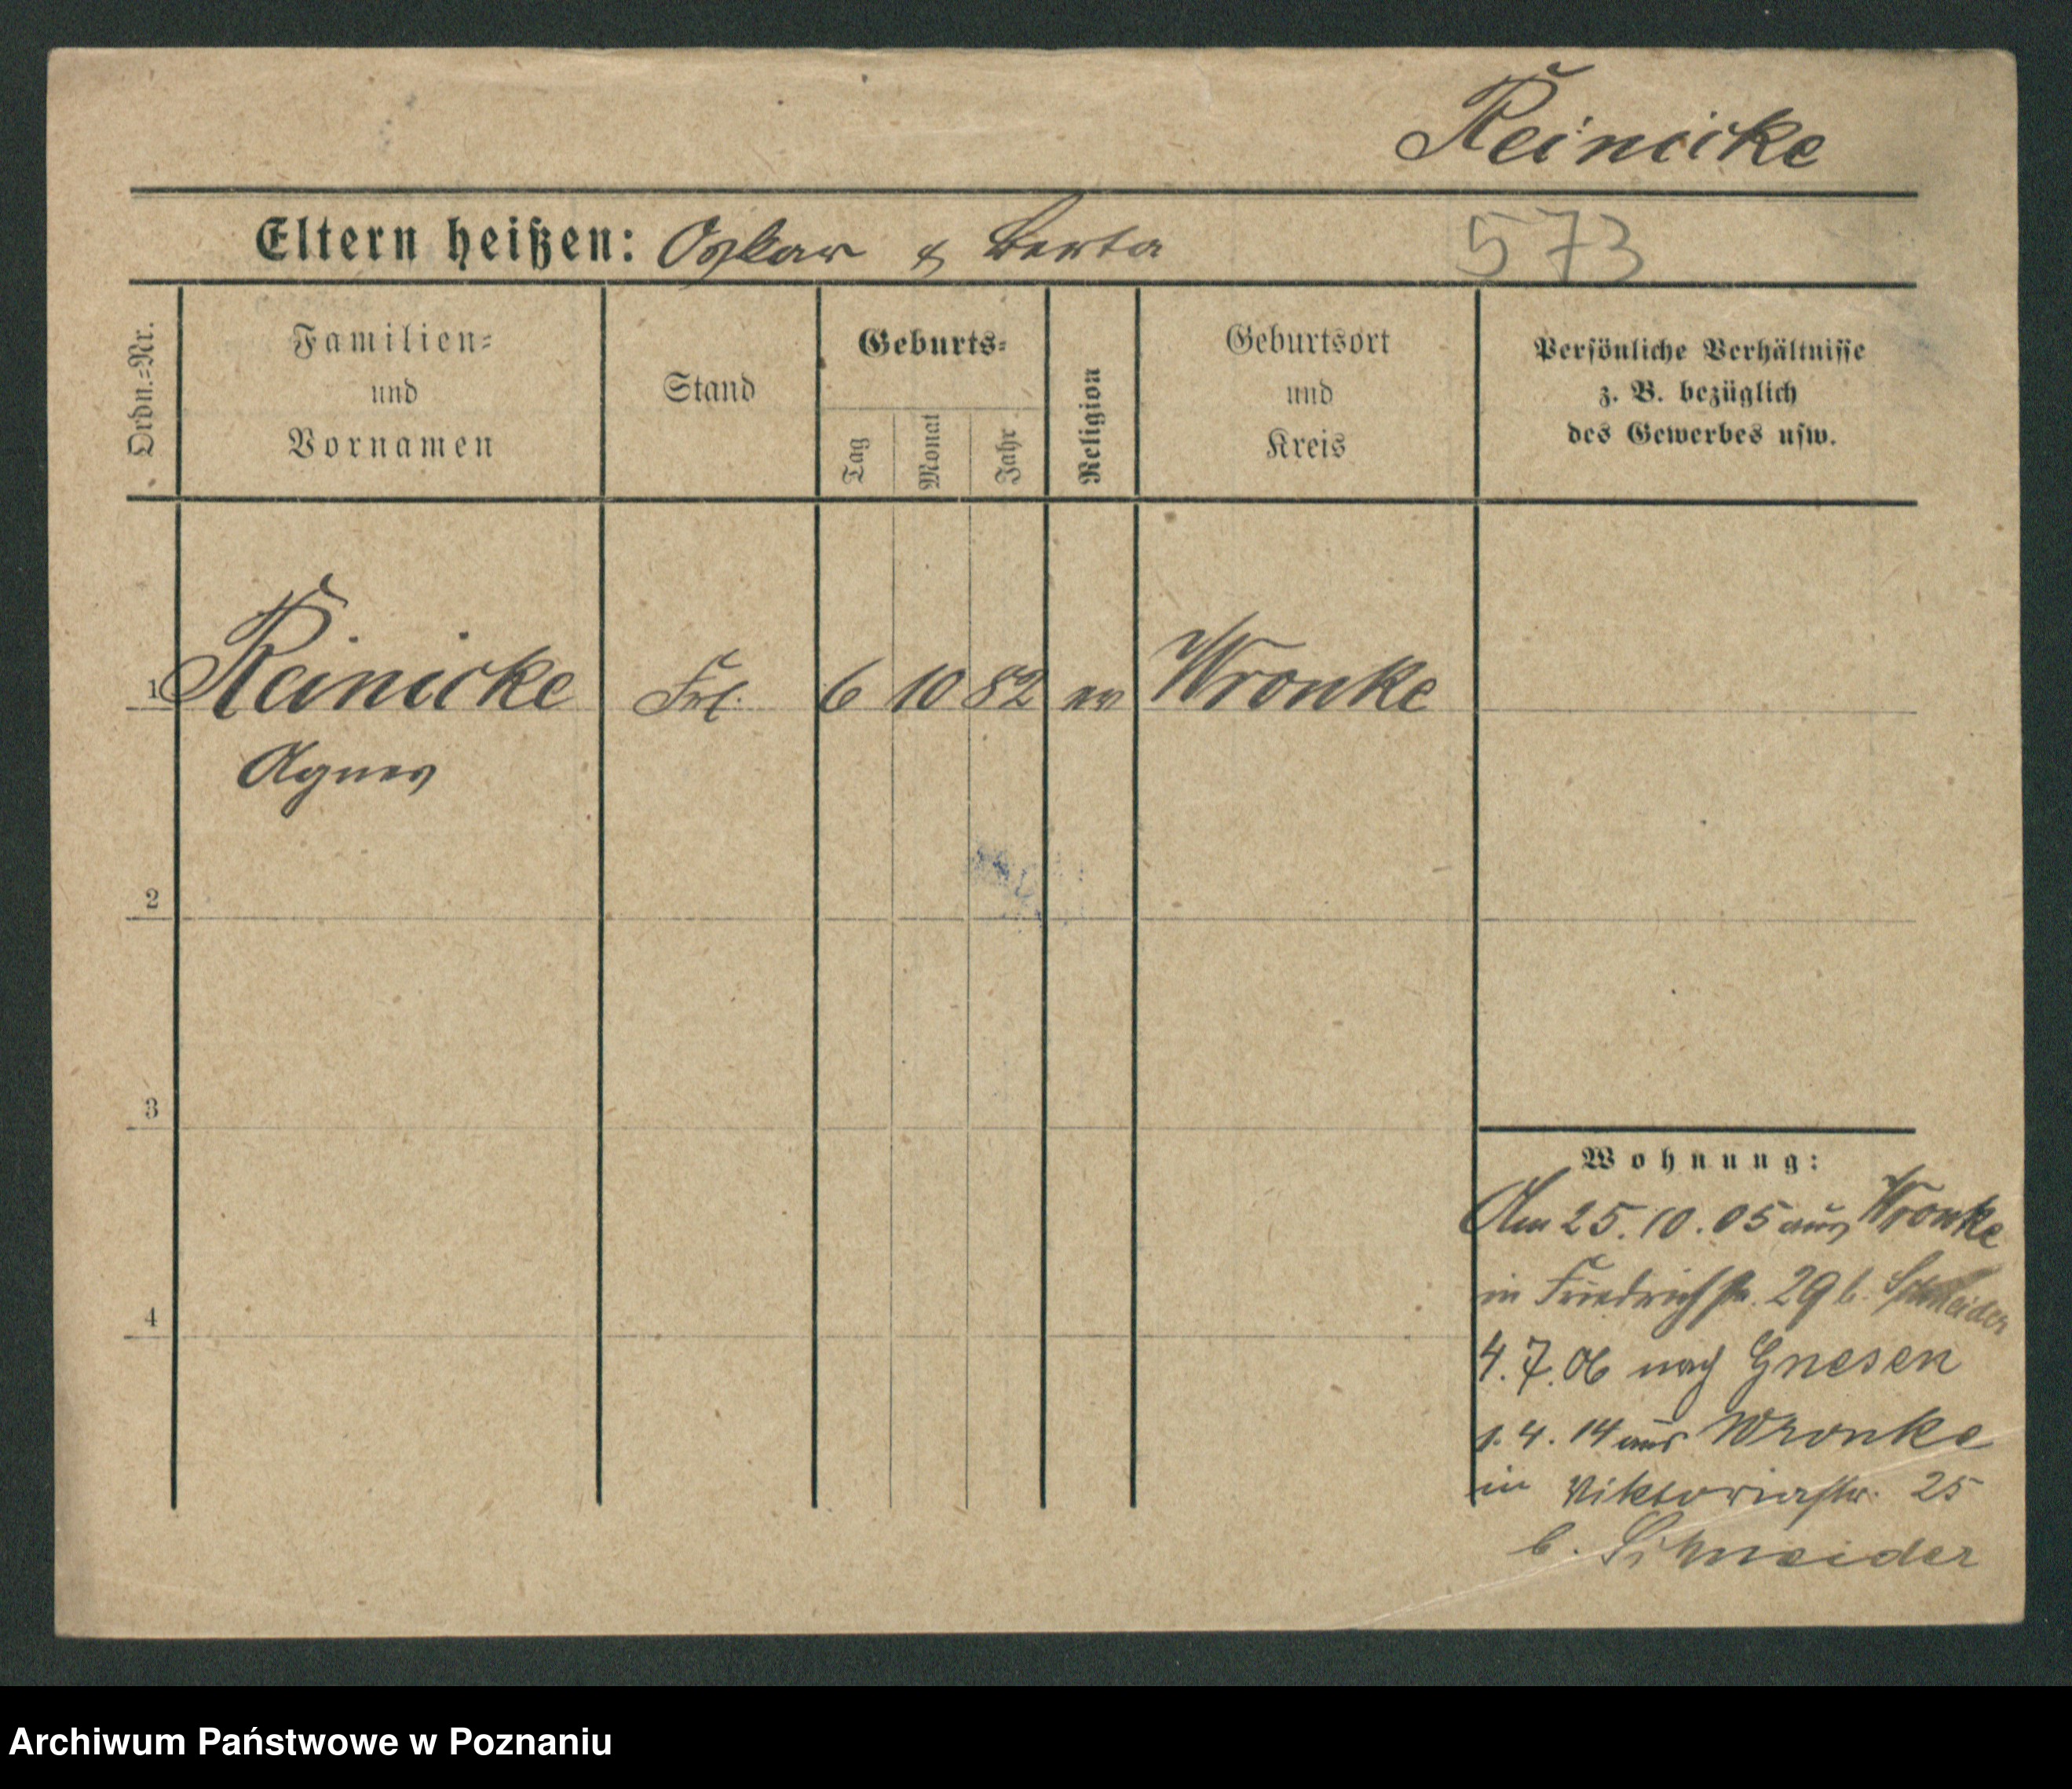 Reinicke
Eltern heißen: Oskar & Berta 573
Ordn.=Nr.
Familien=
und
Vornamen
Stand
Geburts=
Tag
Monat
Jahr
Religion
Geburtsort
und
Kreis
Persönliche Verhältnisse
z. B. bezüglich
des Gewerbes usw.
1 Reinicke Frl. 6 10 82 ev Wronke
Agnes
2
3
4
Wohnung:
Am 25.10.05 aus Wronke
in Friedrichstr. 29 b. Schneider
4.7.06 nach Gnesen
1.4.14 aus Wronke
in Viktoriastr. 25
b. Schneider
Archiwum Państwowe w Poznaniu